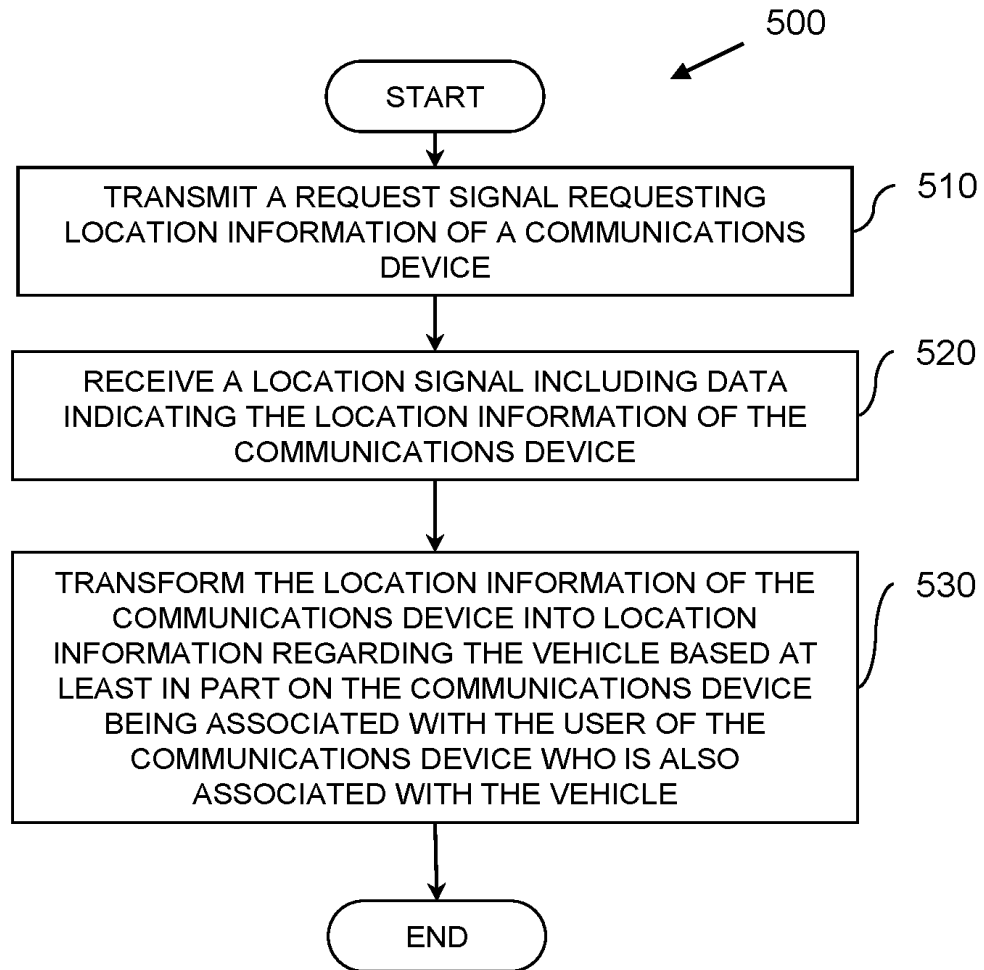 500
START
TRANSMIT A REQUEST SIGNAL REQUESTING
LOCATION INFORMATION OF A COMMUNICATIONS
DEVICE
510
RECEIVE A LOCATION SIGNAL INCLUDING DATA
INDICATING THE LOCATION INFORMATION OF THE
COMMUNICATIONS DEVICE
520
TRANSFORM THE LOCATION INFORMATION OF THE
COMMUNICATIONS DEVICE INTO LOCATION
INFORMATION REGARDING THE VEHICLE BASED AT
LEAST IN PART ON THE COMMUNICATIONS DEVICE
BEING ASSOCIATED WITH THE USER OF THE
COMMUNICATIONS DEVICE WHO IS ALSO
ASSOCIATED WITH THE VEHICLE
530
END